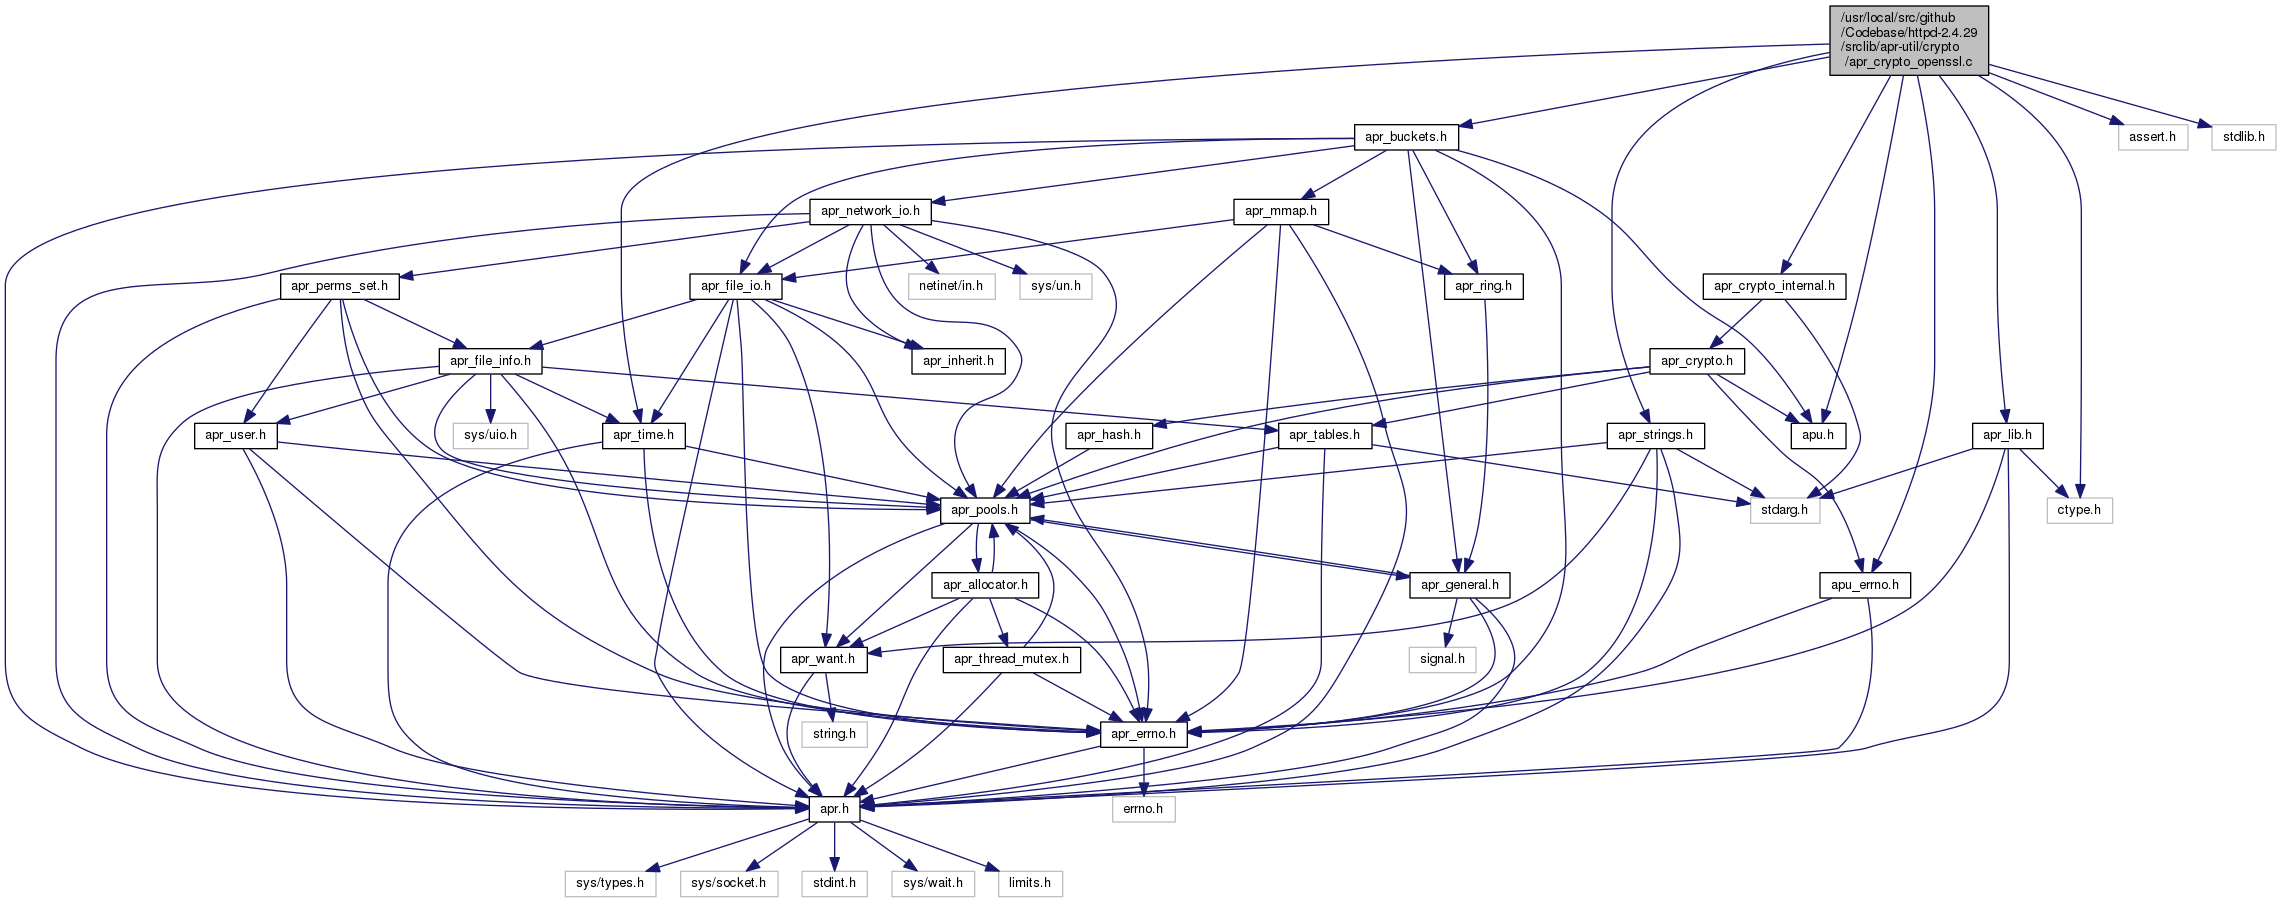 /usr/local/src/github
/Codebase/httpd-2.4.29
/srclib/apr-util/crypto
/apr_crypto_openssl.c
apr_buckets.h
assert.h
stdlib.h
apr_network_io.h
apr_mmap.h
apr_perms_set.h
apr_file_io.h
netinet/in.h
sys/un.h
apr_ring.h
apr_crypto_internal.h
apr_file_info.h
apr_inherit.h
apr_crypto.h
apr_user.h
sys/uio.h
apr_time.h
apr_hash.h
apr_tables.h
apr_strings.h
apu.h
apr_lib.h
apr_pools.h
stdarg.h
ctype.h
apr_allocator.h
apr_general.h
apu_errno.h
apr_want.h
apr_thread_mutex.h
signal.h
string.h
apr_errno.h
apr.h
errno.h
sys/types.h
sys/socket.h
stdint.h
sys/wait.h
limits.h